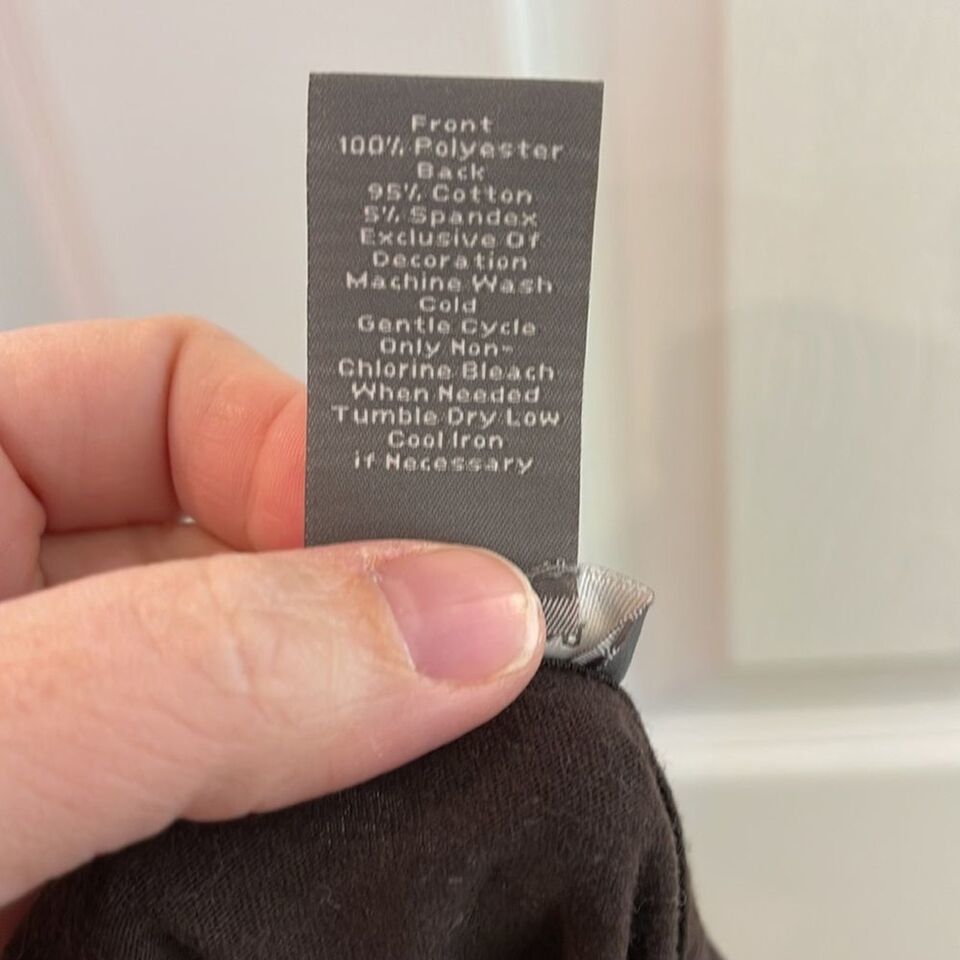 Front
100% Polyester
Back
95% Cotton
5% Spandex
Exclusive Of
Decoration
Machine Wash
Cold
Gentle Cycle
Only Non-
Chlorine Bleach
When Needed
Tumble Dry Low
Cool Iron
if Necessary